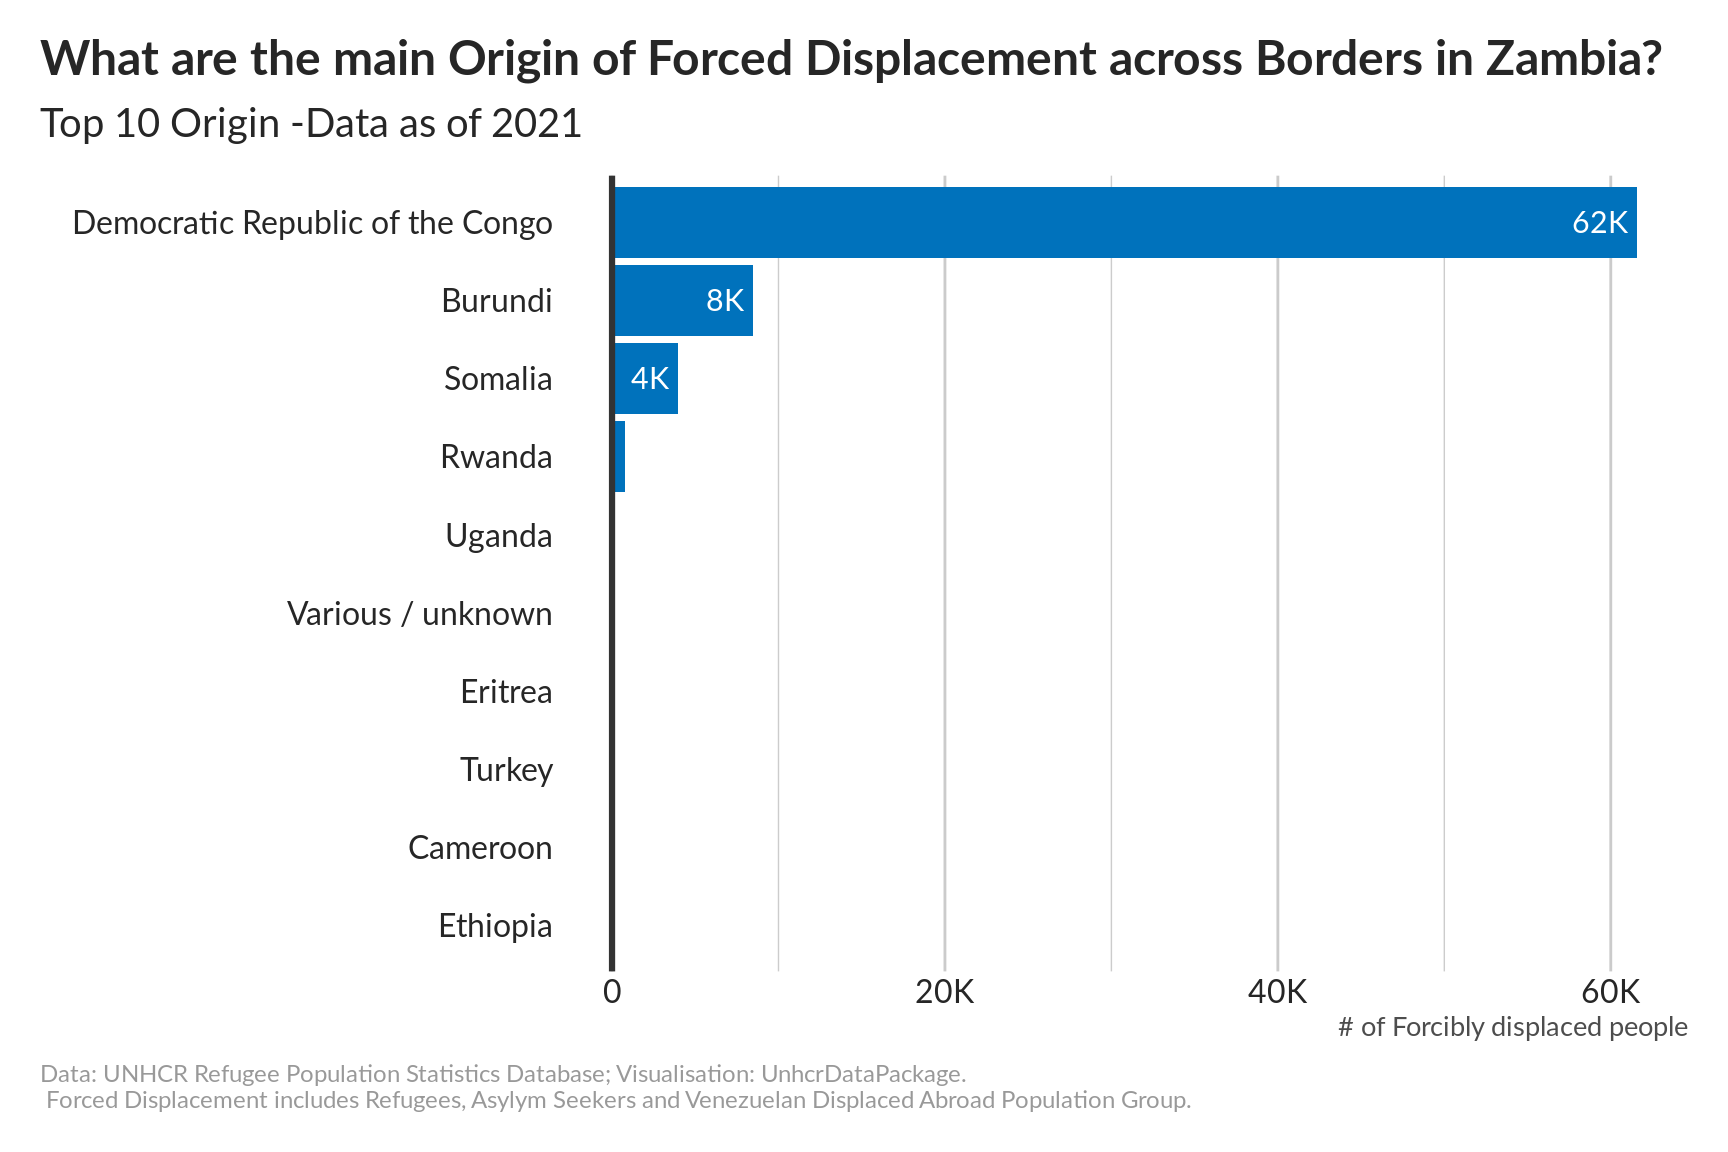 What are the main Origin of Forced Displacement across Borders in Zambia?
Top 10 Origin -Data as of 2021
Democratic Republic of the Congo
62K
Burundi
8K
Somalia
4K
Rwanda
Uganda
Various / unknown
Eritrea
Turkey
Cameroon
Ethiopia
0 20K 40K 60K
# of Forcibly displaced people
Data: UNHCR Refugee Population Statistics Database; Visualisation: UnhcrDataPackage.
Forced Displacement includes Refugees, Asylym Seekers and Venezuelan Displaced Abroad Population Group.